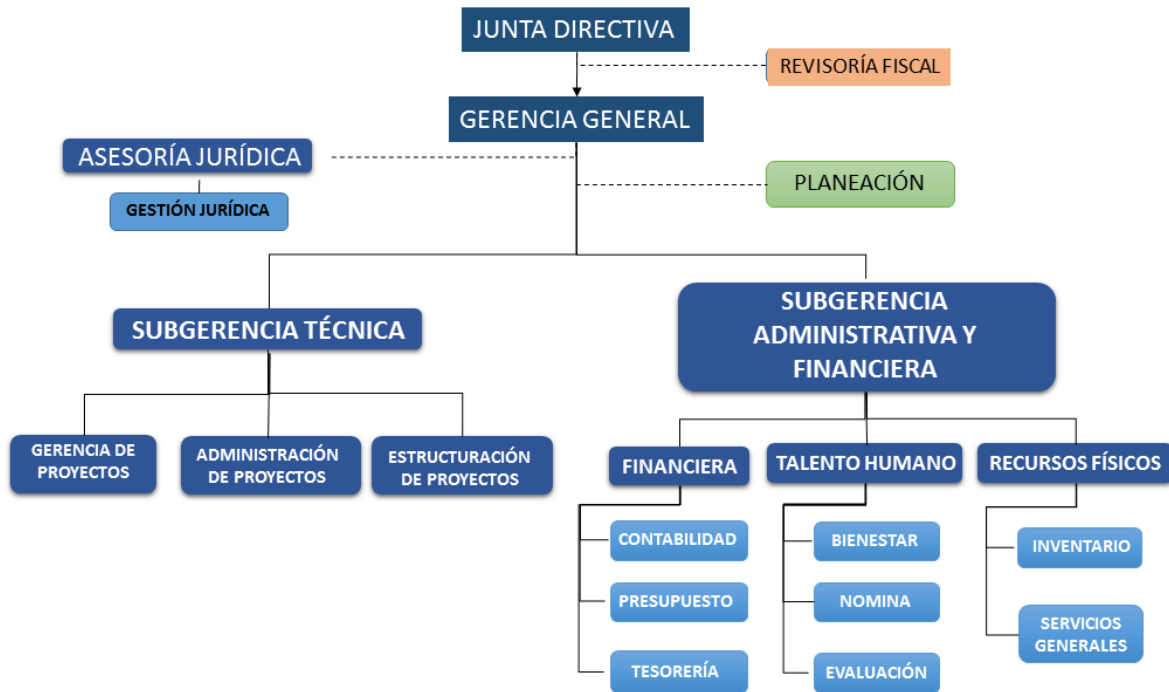 JUNTA DIRECTIVA
REVISORÍA FISCAL
GERENCIA GENERAL
ASESORÍA JURÍDICA
GESTIÓN JURÍDICA
PLANEACIÓN
SUBGERENCIA TÉCNICA
SUBGERENCIA
ADMINISTRATIVA Y
FINANCIERA
GERENCIA DE
PROYECTOS
ADMINISTRACIÓN
DE PROYECTOS
ESTRUCTURACIÓN
DE PROYECTOS
FINANCIERA
TALENTO HUMANO
RECURSOS FÍSICOS
CONTABILIDAD
PRESUPUESTO
TESORERÍA
BIENESTAR
NOMINA
EVALUACIÓN
INVENTARIO
SERVICIOS
GENERALES